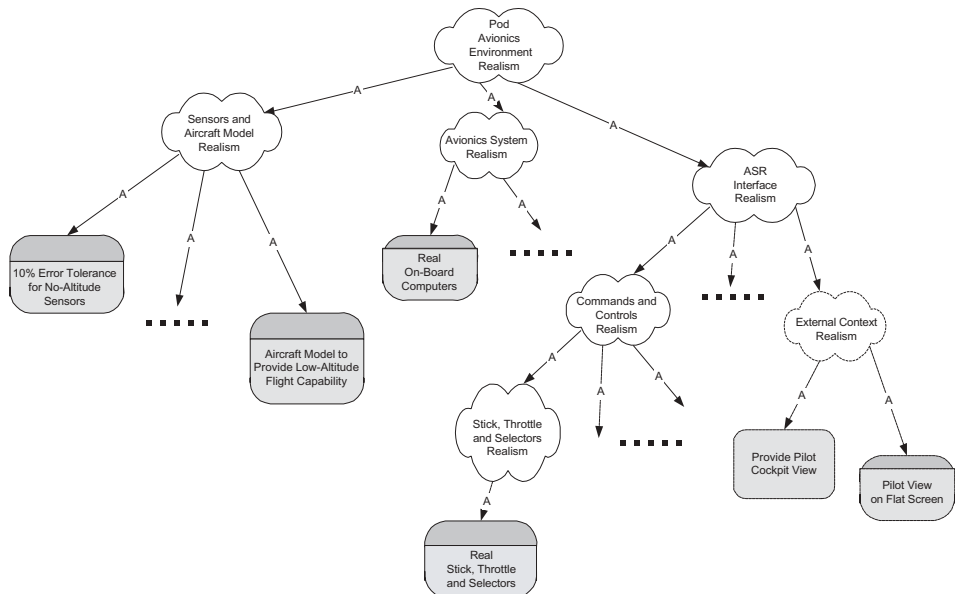 Pod
Avionics
Environment
Realism
A
A
A
Sensors and
Aircraft Model
Realism
Avionics System
Realism
ASR
Interface
Realism
A
A
A
A
A
A
A
A
10% Error Tolerance
for No-Altitude
Sensors
Real
On-Board
Computers
Commands and
Controls
Realism
External Context
Realism
Aircraft Model to
Provide Low-Altitude
Flight Capability
A
A
A
A
A
Stick, Throttle
and Selectors
Realism
Provide Pilot
Cockpit View
Pilot View
on Flat Screen
A
Real
Stick, Throttle
and Selectors